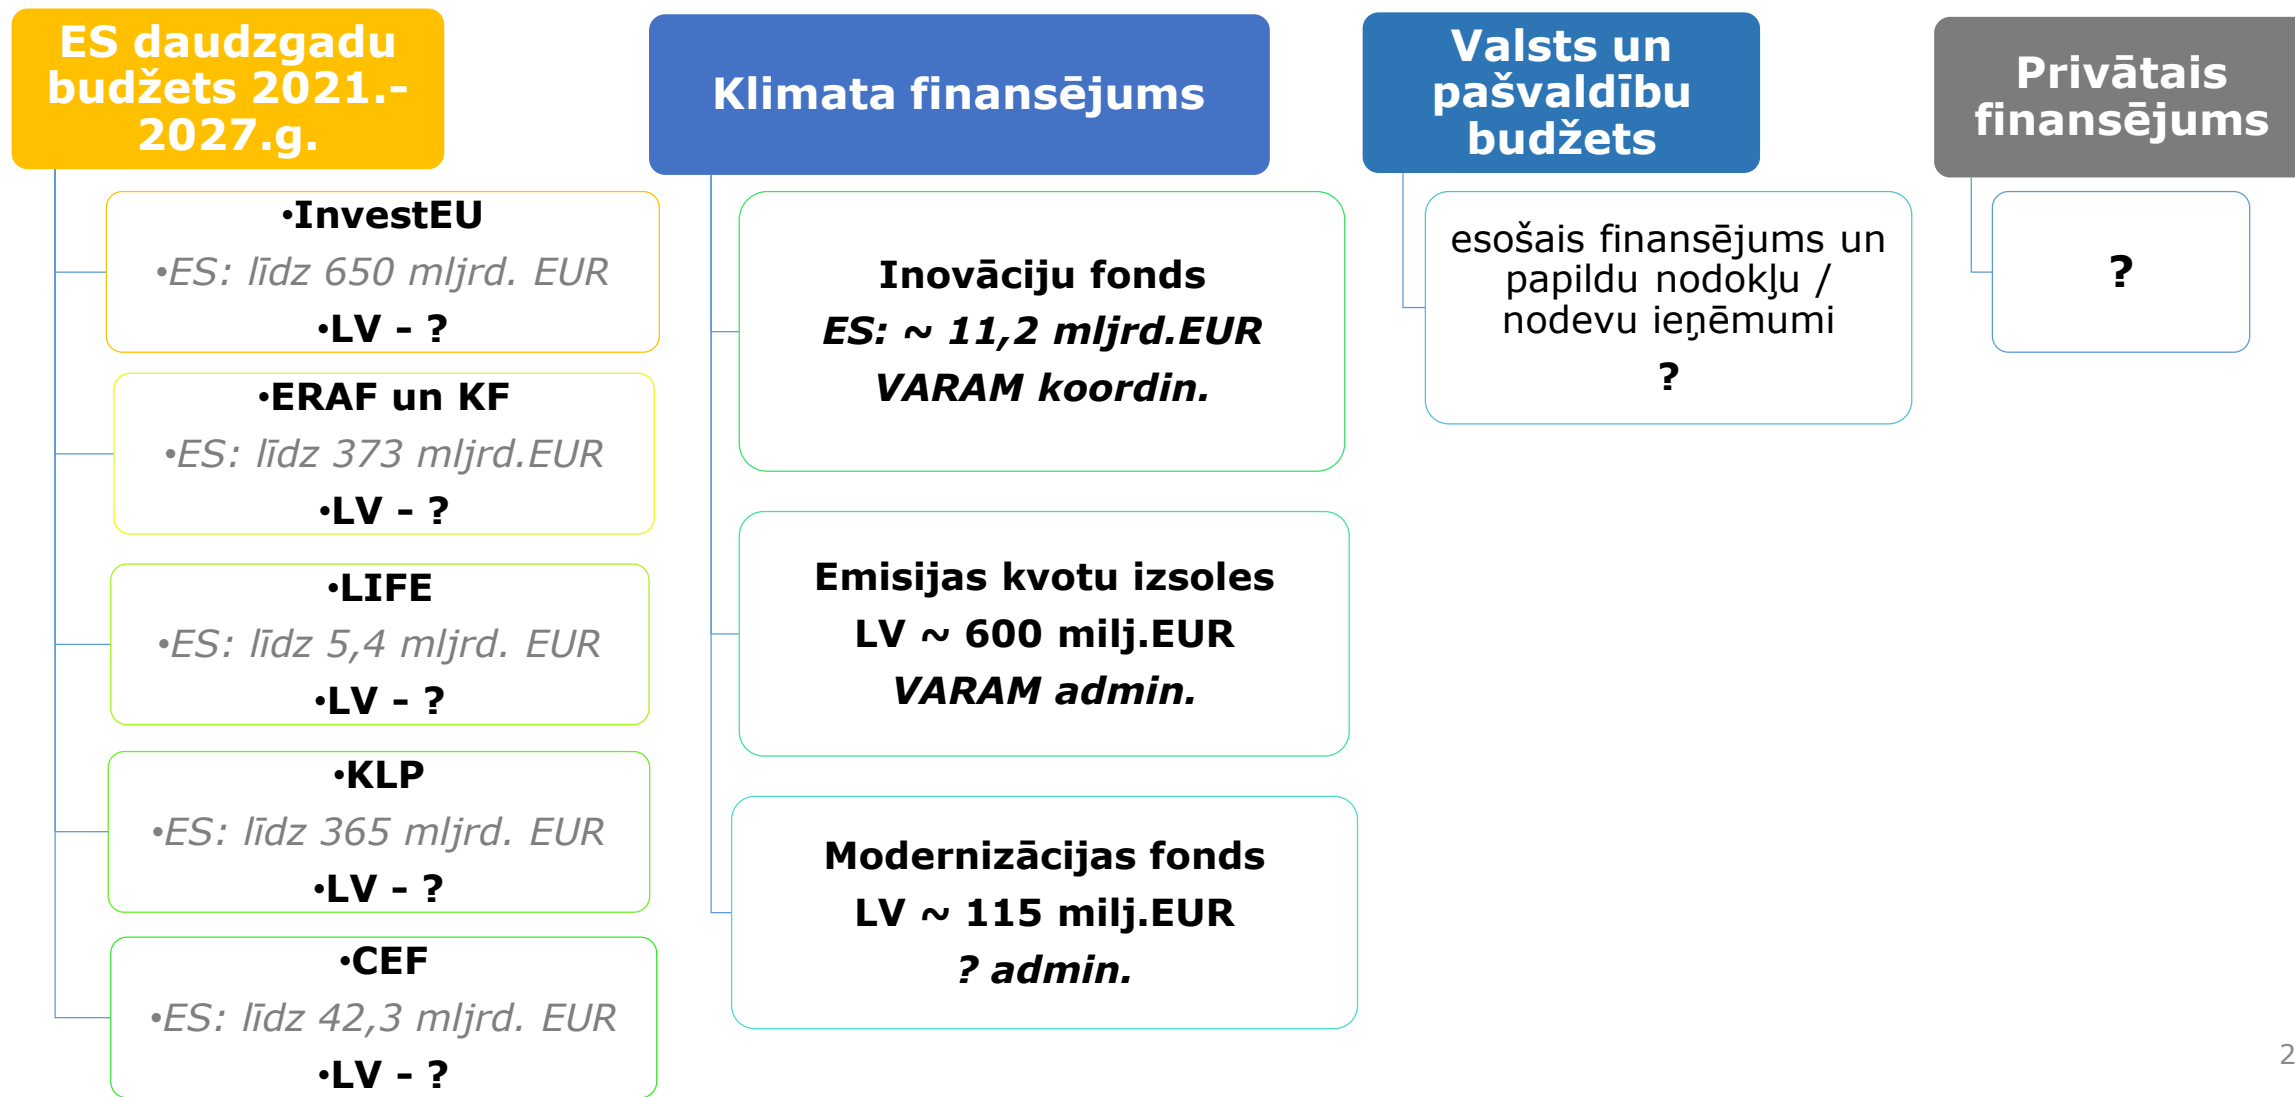 ES daudzgadu
budžets 2021.-
2027.g.
•InvestEU
•ES: līdz 650 mljrd. EUR
•LV - ?
•ERAF un KF
•ES: līdz 373 mljrd.EUR
•LV - ?
•LIFE
•ES: līdz 5,4 mljrd. EUR
•LV - ?
•KLP
•ES: līdz 365 mljrd. EUR
•LV - ?
•CEF
•ES: līdz 42,3 mljrd. EUR
•LV - ?
Klimata finansējums
Inovāciju fonds
ES: ~ 11,2 mljrd.EUR
VARAM koordin.
Emisijas kvotu izsoles
LV ~ 600 milj.EUR
VARAM admin.
Modernizācijas fonds
LV ~ 115 milj.EUR
? admin.
Valsts un
pašvaldību
budžets
esošais finansējums un
papildu nodokļu /
nodevu ieņēmumi
?
Privātais
finansējums
?
2